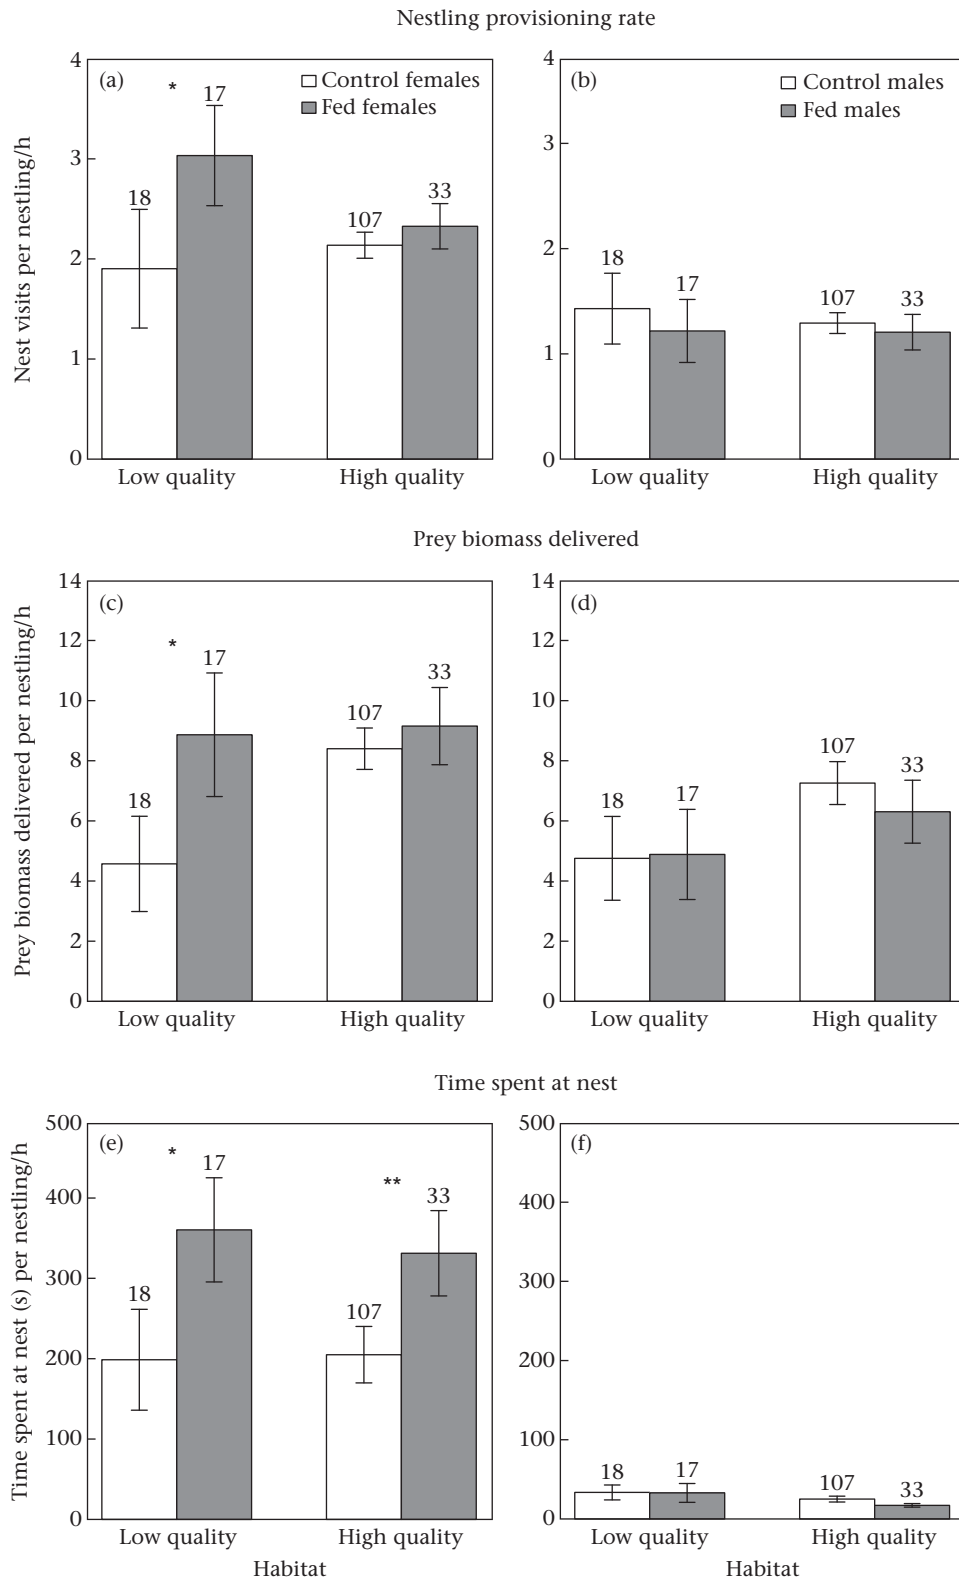 Nestling provisioning rate
Nest visits per nestling/h
4
3
2
1
0
(a)
*
Control females
Fed females
18
17
107
33
Low quality
High quality
4
3
2
1
0
(b)
Control males
Fed males
18
17
107
33
Low quality
High quality
Prey biomass delivered
Prey biomass delivered per nestling/h
14
12
10
8
6
4
2
0
(c)
*
18
17
107
33
Low quality
High quality
14
12
10
8
6
4
2
0
(d)
18
17
107
33
Low quality
High quality
Time spent at nest
Time spent at nest (s) per nestling/h
500
400
300
200
100
0
(e)
*
**
18
17
107
33
Low quality
High quality
Habitat
500
400
300
200
100
0
(f)
18
17
107
33
Low quality
High quality
Habitat